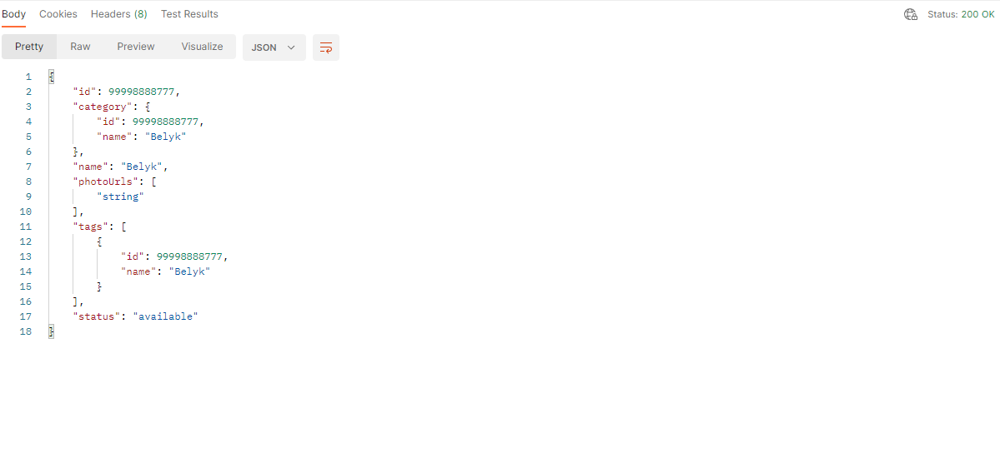 Body Cookies Headers (8) Test Results Status: 200 OK
Pretty Raw Preview Visualize JSON
1 {
2 "id": 99998888777,
3 "category": {
4 "id": 99998888777,
5 "name": "Belyk"
6 },
7 "name": "Belyk",
8 "photoUrls": [
9 "string"
10 ],
11 "tags": [
12 {
13 "id": 99998888777,
14 "name": "Belyk"
15 }
16 ],
17 "status": "available"
18 }